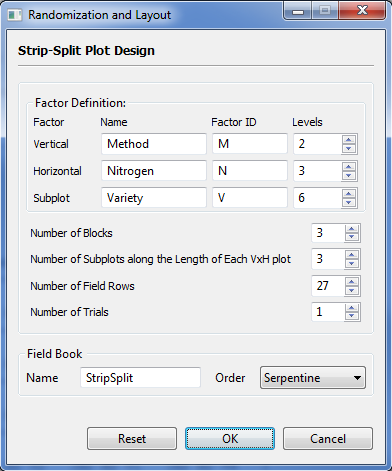 Randomization and Layout
Strip-Split Plot Design
Factor Definition:
Factor Name Factor ID Levels
Vertical Method M 2
Horizontal Nitrogen N 3
Subplot Variety V 6
Number of Blocks 3
Number of Subplots along the Length of Each VxH plot 3
Number of Field Rows 27
Number of Trials 1
Field Book
Name StripSplit Order Serpentine
Reset OK Cancel